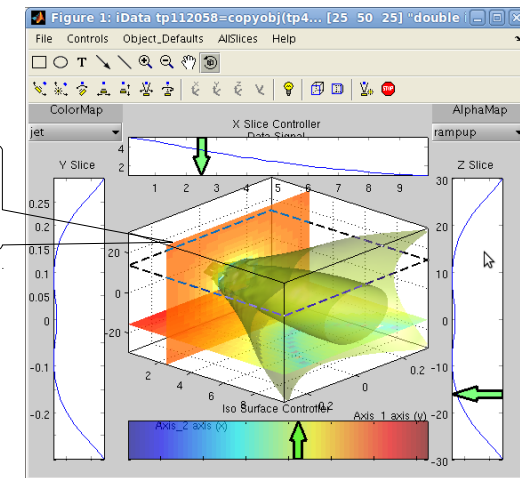 Figure 1: iData tp112058=copyobj(tp4... [25 50 25] "double
File Controls Object_Defaults AllSlices Help
ColorMap
AlphaMap
jet
rampup
X Slice Controller
Data Signal
4
2
1 2 3 4 5 6 7 8 9
Y Slice
0.25
0.2
0.15
0.1
0.05
0
-0.1
-0.2
Z Slice
30
20
10
0
-10
-20
-30
20
0
-20
2
4
6
8
0.2
0
-0.2
Iso Surface Controller
Axis_2 axis (x)
Axis_1 axis (y)
STOP